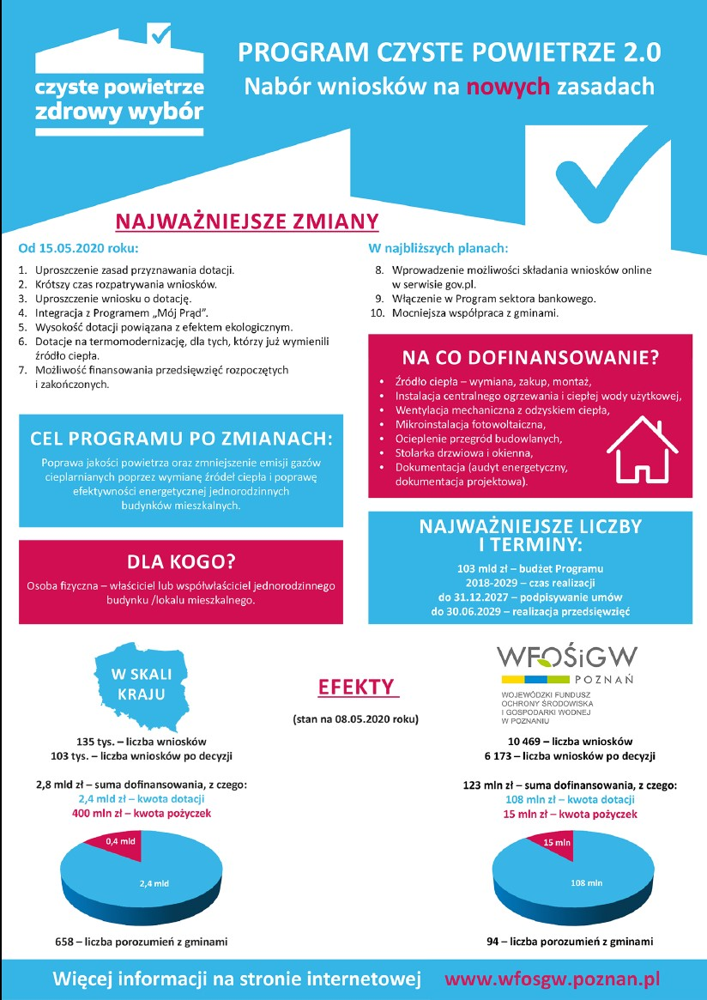 czyste powietrze
zdrowy wybór
PROGRAM CZYSTE POWIETRZE 2.0
Nabór wniosków na nowych zasadach
NAJWAŻNIEJSZE ZMIANY
Od 15.05.2020 roku:
1. Uproszczenie zasad przyznawania dotacji.
2. Krótszy czas rozpatrywania wniosków.
3. Uproszczenie wniosku o dotację.
4. Integracja z Programem „Mój Prąd”.
5. Wysokość dotacji powiązana z efektem ekologicznym.
6. Dotacje na termomodernizację, dla tych, którzy już wymienili
źródło ciepła.
7. Możliwość finansowania przedsięwzięć rozpoczętych
i zakończonych.
W najbliższych planach:
8. Wprowadzenie możliwości składania wniosków online
w serwisie gov.pl.
9. Włączenie w Program sektora bankowego.
10. Mocniejsza współpraca z gminami.
CEL PROGRAMU PO ZMIANACH:
Poprawa jakości powietrza oraz zmniejszenie emisji gazów
cieplarnianych poprzez wymianę źródeł ciepła i poprawę
efektywności energetycznej jednorodzinnych
budynków mieszkalnych.
DLA KOGO?
Osoba fizyczna – właściciel lub współwłaściciel jednorodzinnego
budynku /lokalu mieszkalnego.
NA CO DOFINANSOWANIE?
• Źródło ciepła – wymiana, zakup, montaż,
• Instalacja centralnego ogrzewania i ciepłej wody użytkowej,
• Wentylacja mechaniczna z odzyskiem ciepła,
• Mikroinstalacja fotowoltaiczna,
• Ocieplenie przegród budowlanych,
• Stolarka drzwiowa i okienna,
• Dokumentacja (audyt energetyczny,
dokumentacja projektowa).
NAJWAŻNIEJSZE LICZBY
I TERMINY:
103 mld zł – budżet Programu
2018-2029 – czas realizacji
do 31.12.2027 – podpisywanie umów
do 30.06.2029 – realizacja przedsięwzięć
W SKALI
KRAJU
135 tys. – liczba wniosków
103 tys. – liczba wniosków po decyzji
2,8 mld zł – suma dofinansowania, z czego:
2,4 mld zł – kwota dotacji
400 mln zł – kwota pożyczek
0,4 mld
2,4 mld
658 – liczba porozumień z gminami
EFEKTY
(stan na 08.05.2020 roku)
WFOŚiGW
POZNAŃ
WOJEWÓDZKI FUNDUSZ
OCHRONY ŚRODOWISKA
I GOSPODARKI WODNEJ
W POZNANIU
10 469 – liczba wniosków
6 173 – liczba wniosków po decyzji
123 mln zł – suma dofinansowania, z czego:
108 mln zł – kwota dotacji
15 mln zł – kwota pożyczek
15 mln
108 mln
94 – liczba porozumień z gminami
Więcej informacji na stronie internetowej www.wfosgw.poznan.pl